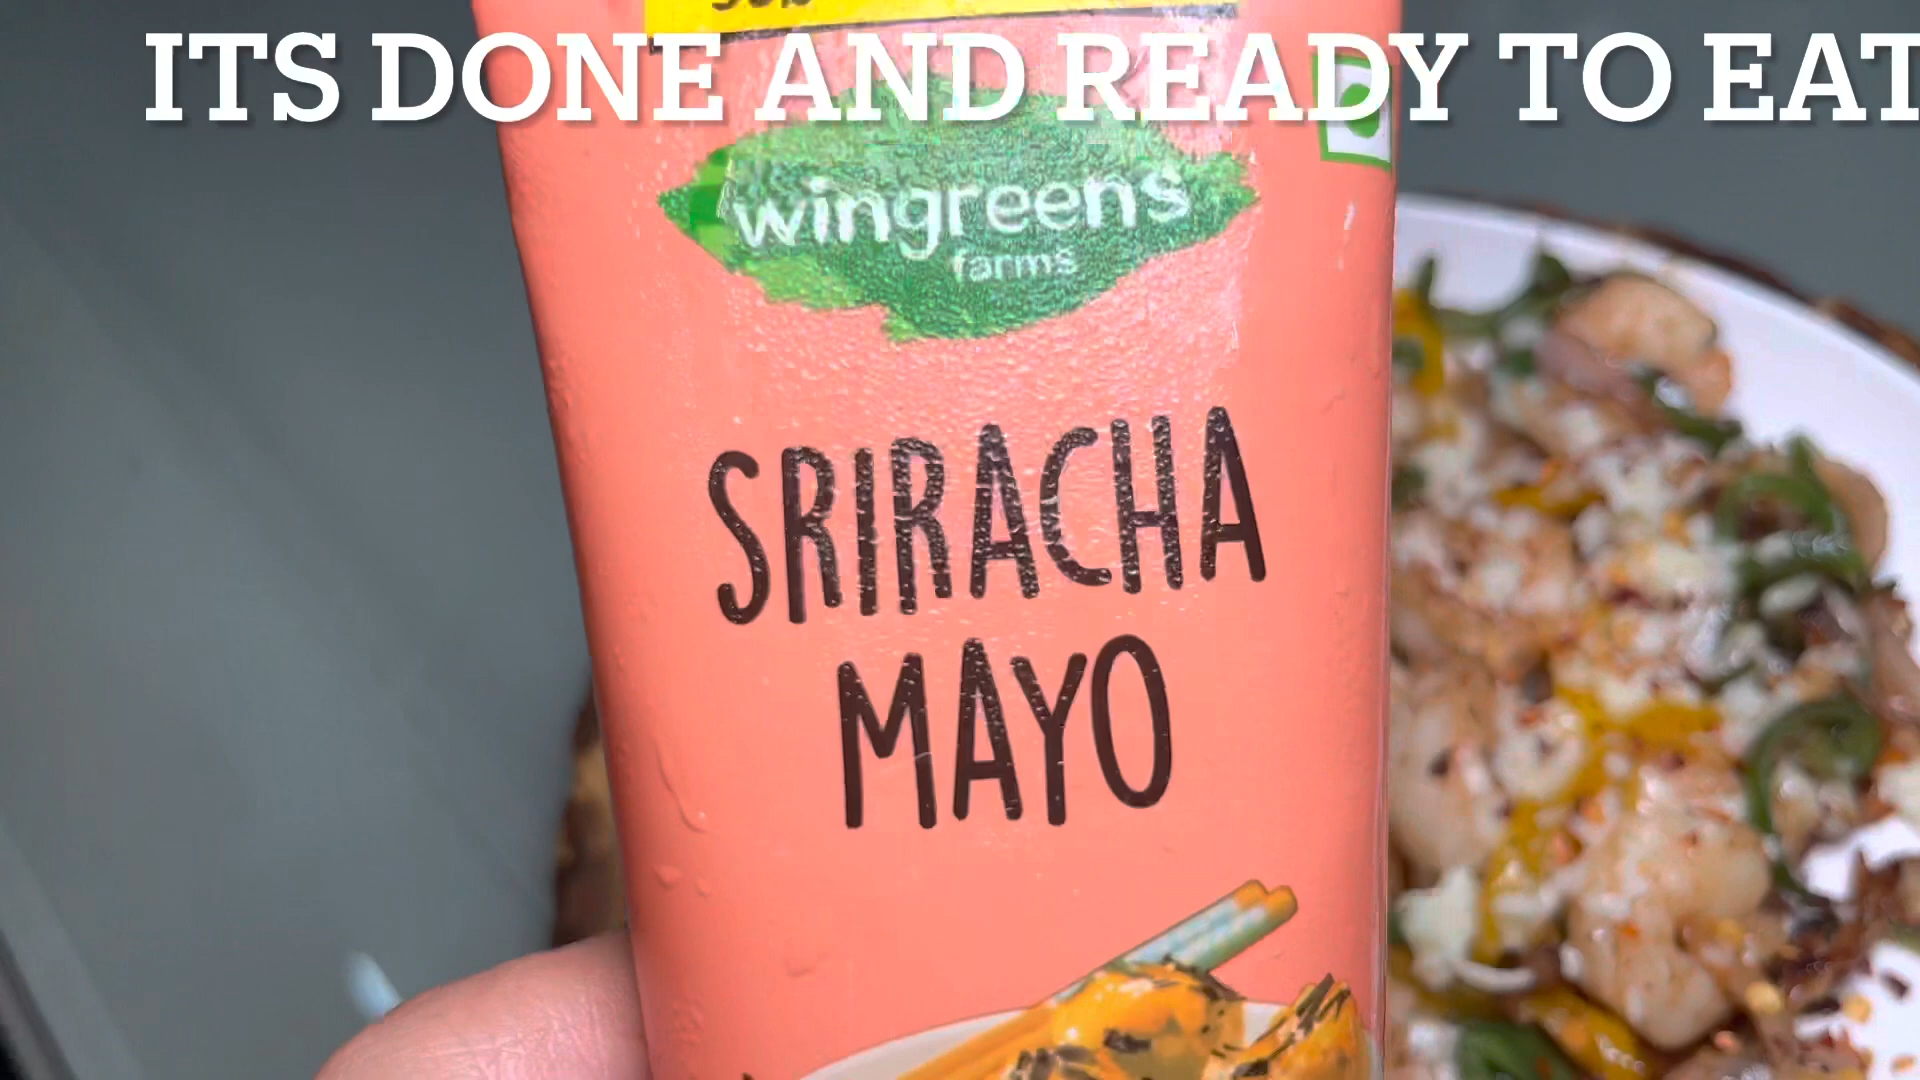 ITS DONE AND READY TO EAT
wingreens
farms
SRIRACHA
MAYO